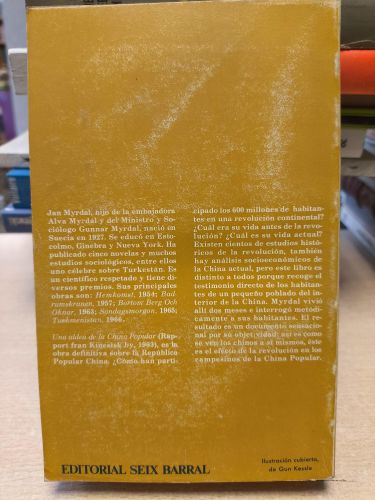 Jan Myrdal, hijo de la embajadora
Alva Myrdal y del Ministro y So-
ciólogo Gunnar Myrdal, nació en
Suecia en 1927. Se educó en Esto-
colmo, Ginebra y Nueva York. Ha
publicado cinco novelas y muchos
estudios sociológicos, entre ellos
uno célebre sobre Turkestán. Es
un científico respetado y tiene di-
versos premios. Sus principales
obras son: Hemkomst, 1954; Bad-
rumskranen, 1957; Bortom Berg Och
Oknar, 1963; Söndagsmorgon, 1965;
Turkmenistan, 1966.
Una aldea de la China Popular (Rap-
port från Kinesisk by, 1963), es la
obra definitiva sobre la República
Popular China. ¿Cómo han parti-
cipado los 600 millones de habitan-
tes en una revolución continental?
¿Cuál era su vida antes de la revo-
lución? ¿Cuál es su vida actual?
Existen cientos de estudios históri-
cos de la revolución, también
hay análisis socioeconómicos de
la China actual, pero este libro es
distinto a todos porque recoge el
testimonio directo de los habitan-
tes de un pequeño poblado del in-
terior de la China. Myrdal vivió
allí dos meses e interrogó metódi-
camente a sus habitantes. El re-
sultado es un documento sensacio-
nal por su objetividad: así es como
se ven los chinos a sí mismos, éste
es el efecto de la revolución en los
campesinos de la China Popular.
EDITORIAL SEIX BARRAL
Ilustración cubierta,
de Gun Kessle